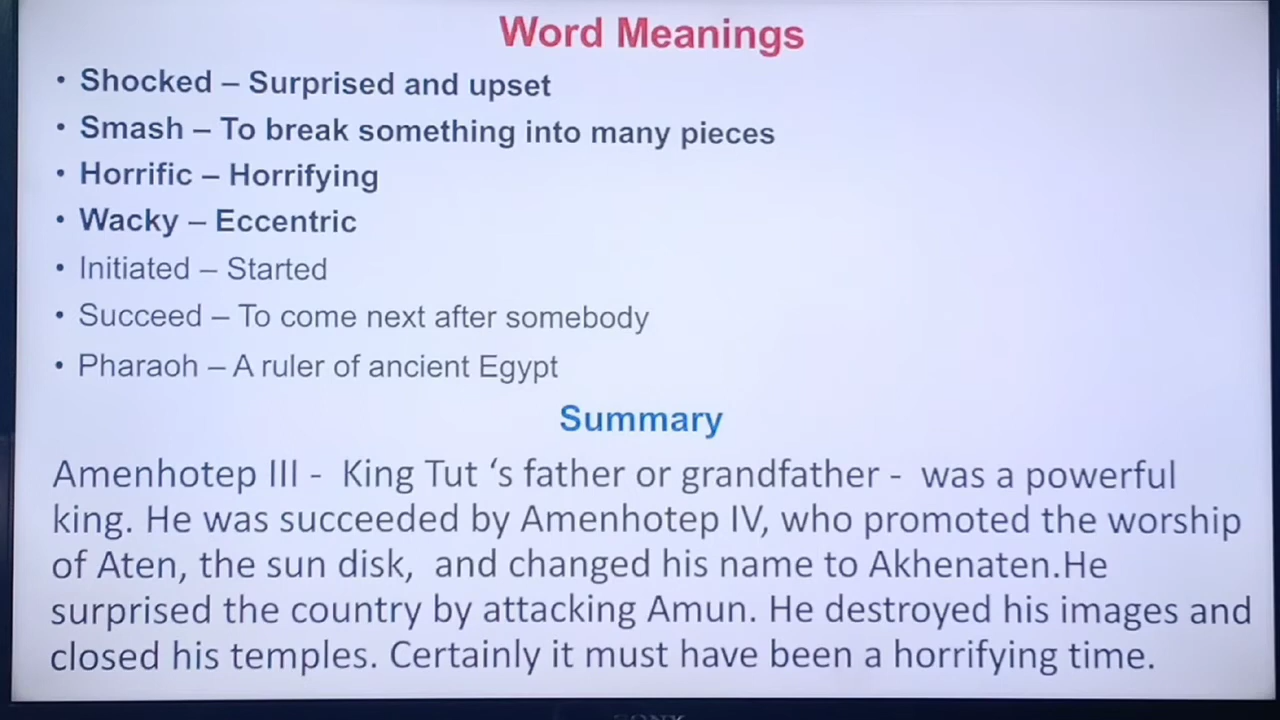 Word Meanings
• Shocked – Surprised and upset
• Smash – To break something into many pieces
• Horrific – Horrifying
• Wacky – Eccentric
• Initiated – Started
• Succeed – To come next after somebody
• Pharaoh – A ruler of ancient Egypt
Summary
Amenhotep III - King Tut ‘s father or grandfather - was a powerful
king. He was succeeded by Amenhotep IV, who promoted the worship
of Aten, the sun disk, and changed his name to Akhenaten.He
surprised the country by attacking Amun. He destroyed his images and
closed his temples. Certainly it must have been a horrifying time.